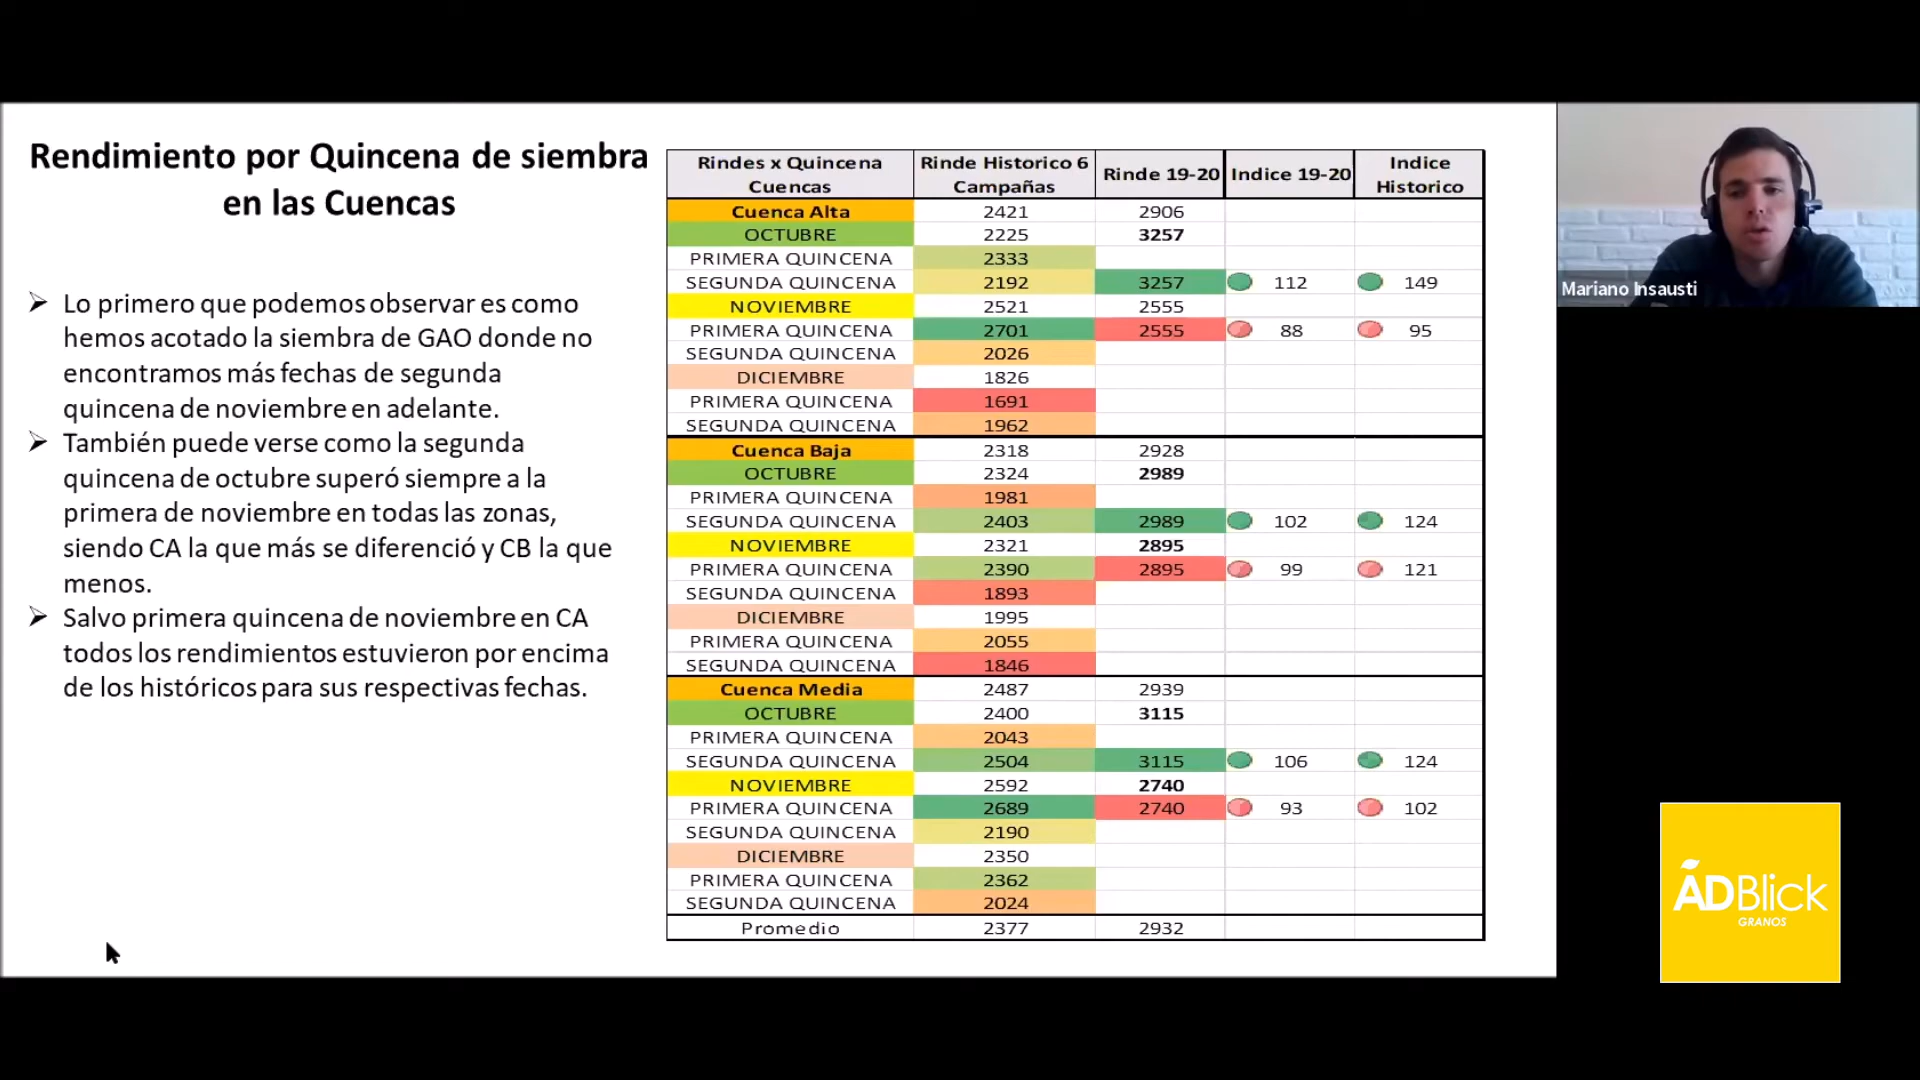 Rendimiento por Quincena de siembra
en las Cuencas
Lo primero que podemos observar es como
hemos acotado la siembra de GAO donde no
encontramos más fechas de segunda
quincena de noviembre en adelante.
También puede verse como la segunda
quincena de octubre superó siempre a la
primera de noviembre en todas las zonas,
siendo CA la que más se diferenció y CB la que
menos.
Salvo primera quincena de noviembre en CA
todos los rendimientos estuvieron por encima
de los históricos para sus respectivas fechas.
Rindes x Quincena Cuencas Rinde Historico 6 Campañas Rinde 19-20 Indice 19-20 Indice Historico
Cuenca Alta 2421 2906
OCTUBRE 2225 3257
PRIMERA QUINCENA 2333
SEGUNDA QUINCENA 2192 3257 112 149
NOVIEMBRE 2521 2555
PRIMERA QUINCENA 2701 2555 88 95
SEGUNDA QUINCENA 2026
DICIEMBRE 1826
PRIMERA QUINCENA 1691
SEGUNDA QUINCENA 1962
Cuenca Baja 2318 2928
OCTUBRE 2324 2989
PRIMERA QUINCENA 1981
SEGUNDA QUINCENA 2403 2989 102 124
NOVIEMBRE 2321 2895
PRIMERA QUINCENA 2390 2895 99 121
SEGUNDA QUINCENA 1893
DICIEMBRE 1995
PRIMERA QUINCENA 2055
SEGUNDA QUINCENA 1846
Cuenca Media 2487 2939
OCTUBRE 2400 3115
PRIMERA QUINCENA 2043
SEGUNDA QUINCENA 2504 3115 106 124
NOVIEMBRE 2592 2740
PRIMERA QUINCENA 2689 2740 93 102
SEGUNDA QUINCENA 2190
DICIEMBRE 2350
PRIMERA QUINCENA 2362
SEGUNDA QUINCENA 2024
Promedio 2377 2932
Mariano Insausti
ADBlick
GRANOS